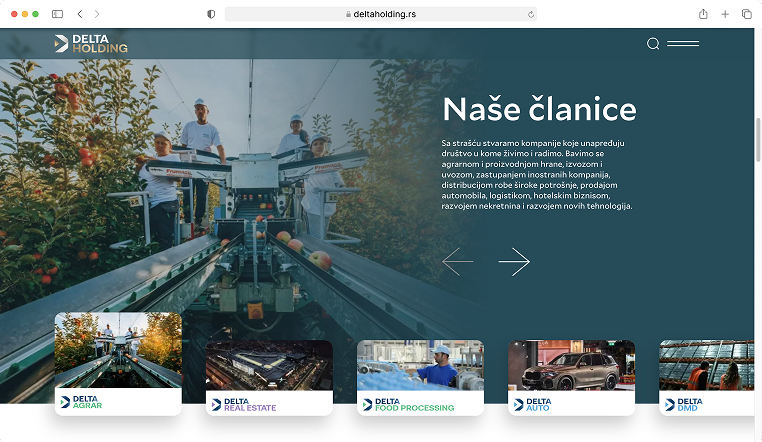 deltaholding.rs
DELTA
HOLDING
Naše članice
Sa strašću stvaramo kompanije koje unapređuju
društvo u kome živimo i radimo. Bavimo se
agrarnom i proizvodnjom hrane, izvozom i
uvozom, zastupanjem inostranih kompanija,
distribucijom robe široke potrošnje, prodajom
automobila, logistikom, hotelskim biznisom,
razvojem nekretnina i razvojem novih tehnologija.
DELTA
AGRAR
DELTA
REAL ESTATE
DELTA
FOOD PROCESSING
DELTA
AUTO
DELTA
DMD